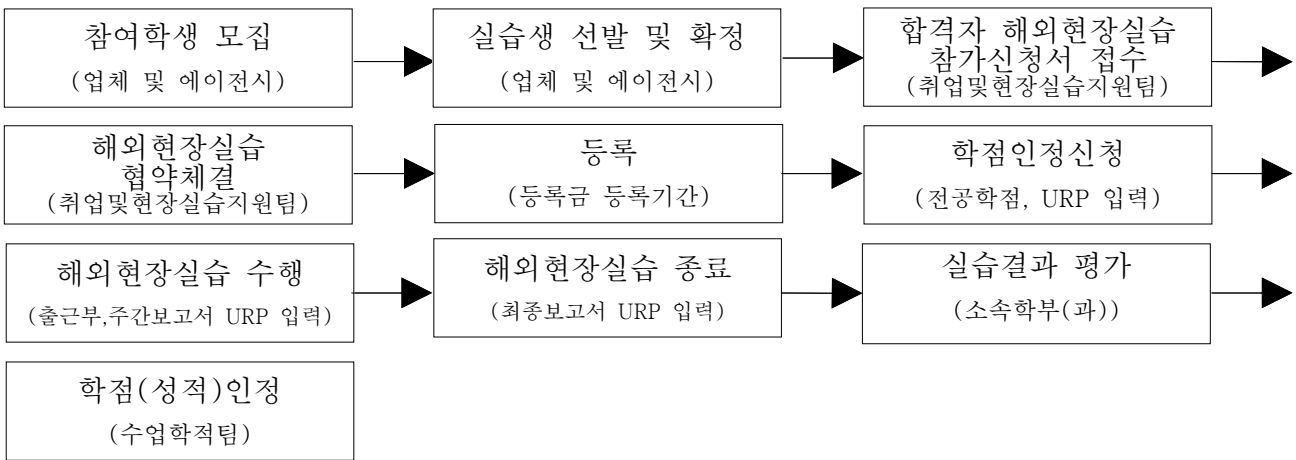 참여학생 모집
(업체 및 에이전시)
실습생 선발 및 확정
(업체 및 에이전시)
합격자 해외현장실습
참가신청서 접수
(취업및현장실습지원팀)
해외현장실습
협약체결
(취업및현장실습지원팀)
등록
(등록금 등록기간)
학점인정신청
(전공학점, URP 입력)
해외현장실습 수행
(출근부,주간보고서 URP 입력)
해외현장실습 종료
(최종보고서 URP 입력)
실습결과 평가
(소속학부(과))
학점(성적)인정
(수업학적팀)